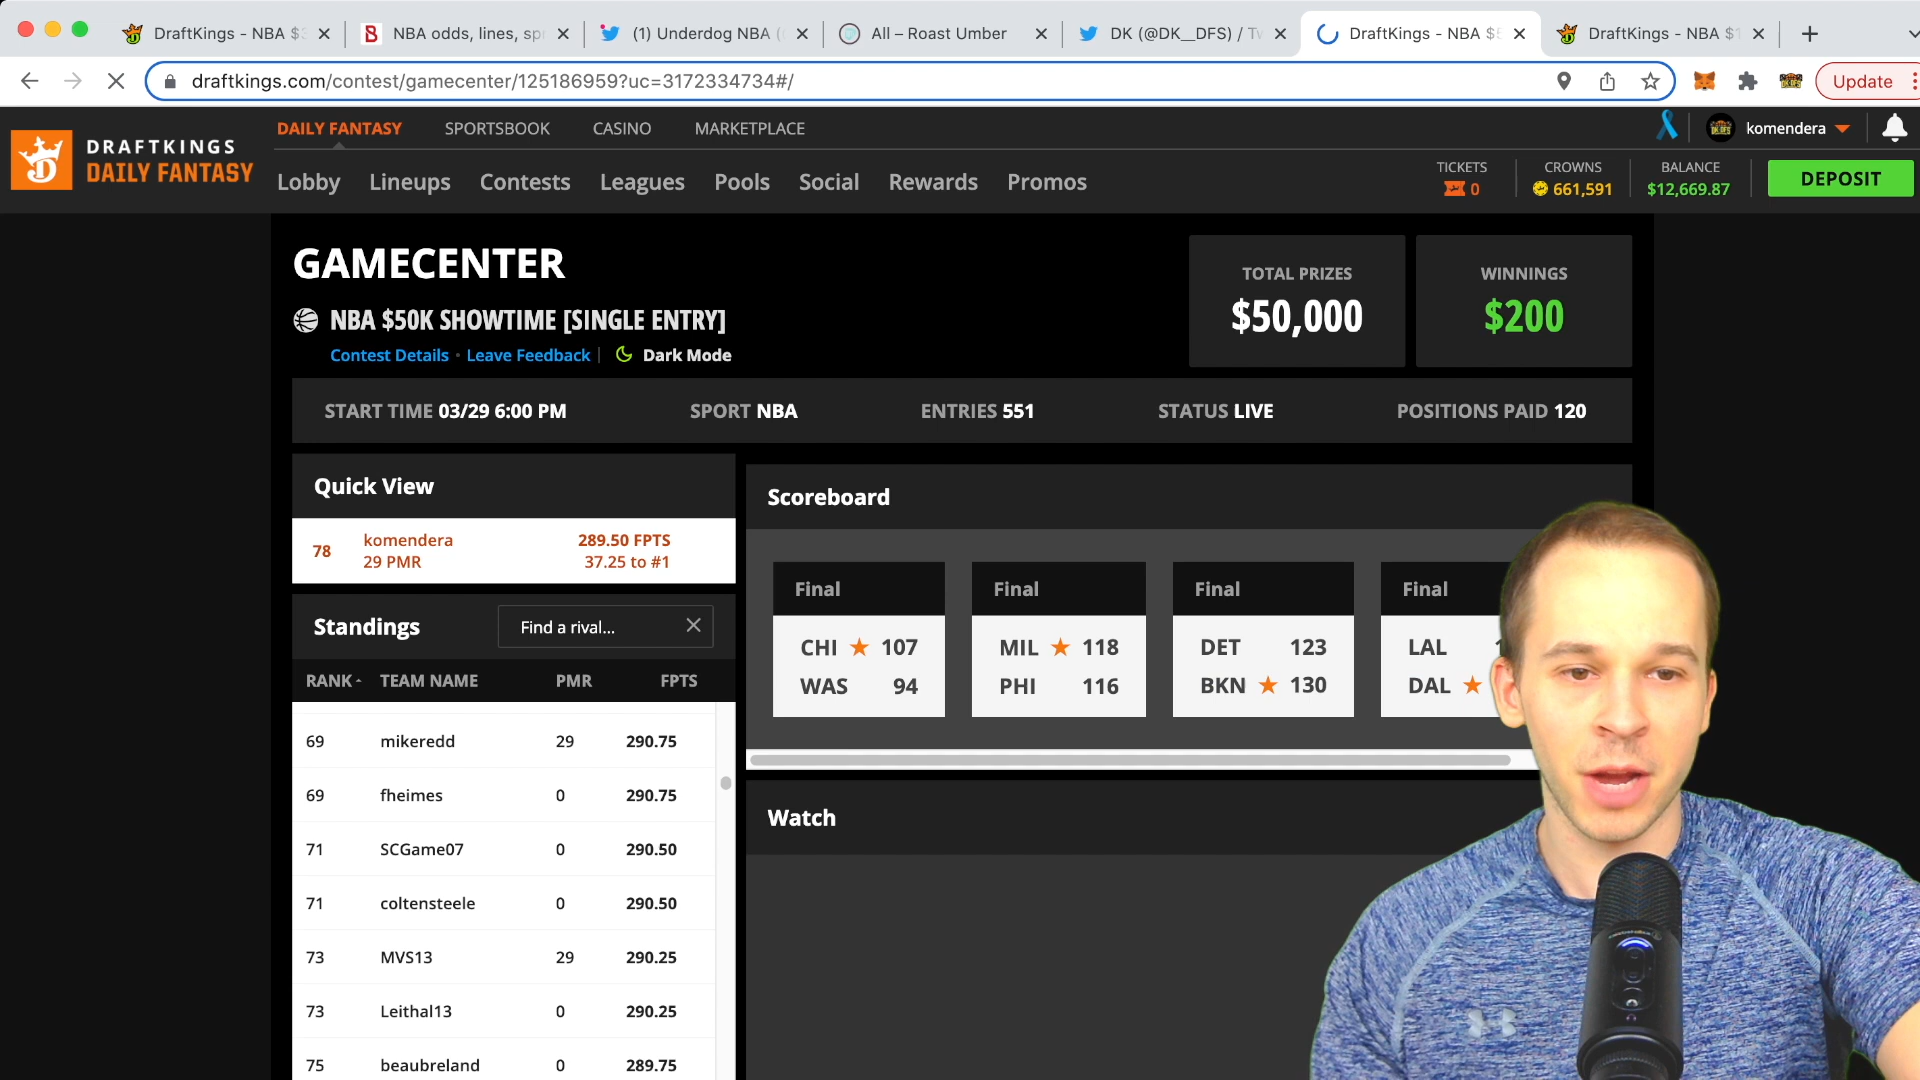 DraftKings - NBA $3
NBA odds, lines, sp
(1) Underdog NBA (
All – Roast Umber
DK (@DK__DFS) / Tw
DraftKings - NBA $5
DraftKings - NBA $1
draftkings.com/contest/gamecenter/125186959?uc=3172334734#/
Update
DRAFTKINGS
DAILY FANTASY
DAILY FANTASY
SPORTSBOOK
CASINO
MARKETPLACE
komendera
Lobby
Lineups
Contests
Leagues
Pools
Social
Rewards
Promos
TICKETS
0
CROWNS
661,591
BALANCE
$12,669.87
DEPOSIT
GAMECENTER
NBA $50K SHOWTIME [SINGLE ENTRY]
Contest Details • Leave Feedback | Dark Mode
TOTAL PRIZES
$50,000
WINNINGS
$200
START TIME 03/29 6:00 PM
SPORT NBA
ENTRIES 551
STATUS LIVE
POSITIONS PAID 120
Quick View
78 komendera 289.50 FPTS
29 PMR 37.25 to #1
Standings
Find a rival...
RANK TEAM NAME PMR FPTS
69 mikeredd 29 290.75
69 fheimes 0 290.75
71 SCGame07 0 290.50
71 coltensteele 0 290.50
73 MVS13 29 290.25
73 Leithal13 0 290.25
75 beaubreland 0 289.75
Scoreboard
Final
CHI 107
WAS 94
Final
MIL 118
PHI 116
Final
DET 123
BKN 130
Final
LAL
DAL
Watch